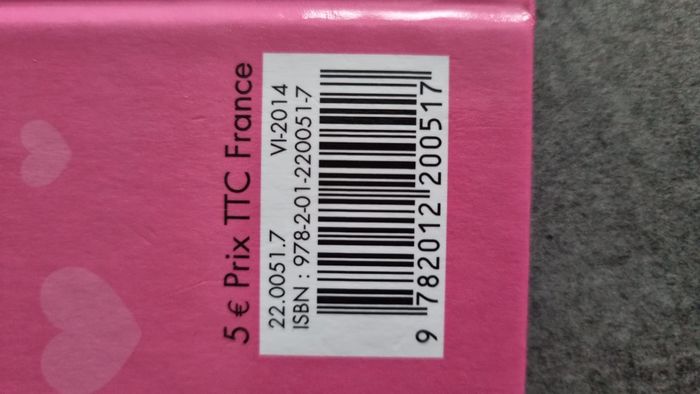 5 € Prix TTC France
22.0051.7 VI-2014
ISBN : 978-2-01-220051-7
9 782012 200517